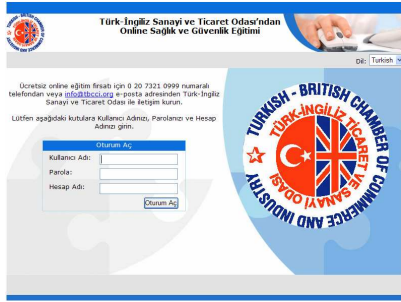 Türk-İngiliz Sanayi ve Ticaret Odası'ndan
Online Sağlık ve Güvenlik Eğitimi
Dil: Turkish
Ücretsiz online eğitim fırsatı için 0 20 7321 0999 numaralı
telefondan veya info@tbcci.org e-posta adresinden Türk-İngiliz
Sanayi ve Ticaret Odası ile iletişim kurun.
Lütfen aşağıdaki kutulara Kullanıcı Adınızı, Parolanızı ve Hesap
Adınızı girin.
Oturum Aç
Kullanıcı Adı:
Parola:
Hesap Adı:
Oturum Aç
TURKISH - BRITISH CHAMBER OF COMMERCE AND INDUSTRY
TÜRK-İNGİLİZ TİCARET VE SANAYİ ODASI